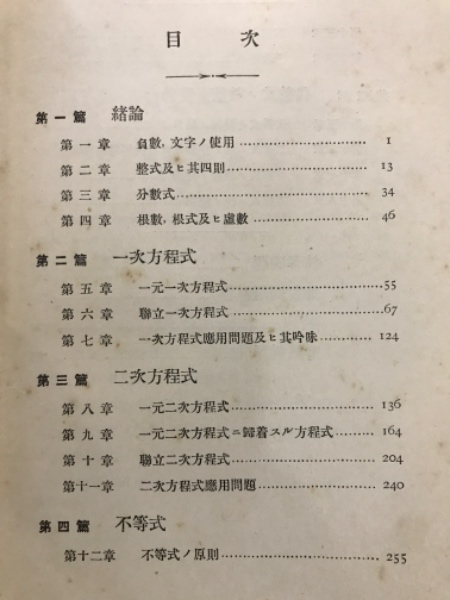 目次
第一篇 緒論
第一章 負數,文字ノ使用 1
第二章 整式及ヒ其四則 13
第三章 分數式 34
第四章 根數,根式及ヒ虛數 46
第二篇 一次方程式
第五章 一元一次方程式 55
第六章 聯立一次方程式 67
第七章 一次方程式應用問題及ヒ其吟味 124
第三篇 二次方程式
第八章 一元二次方程式 136
第九章 一元二次方程式ニ歸着スル方程式 164
第十章 聯立二次方程式 204
第十一章 二次方程式應用問題 240
第四篇 不等式
第十二章 不等式ノ原則 255